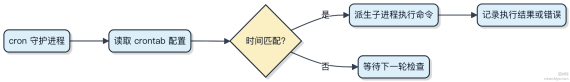 cron 守护进程
读取 crontab 配置
时间匹配?
是
派生子进程执行命令
记录执行结果或错误
否
等待下一轮检查